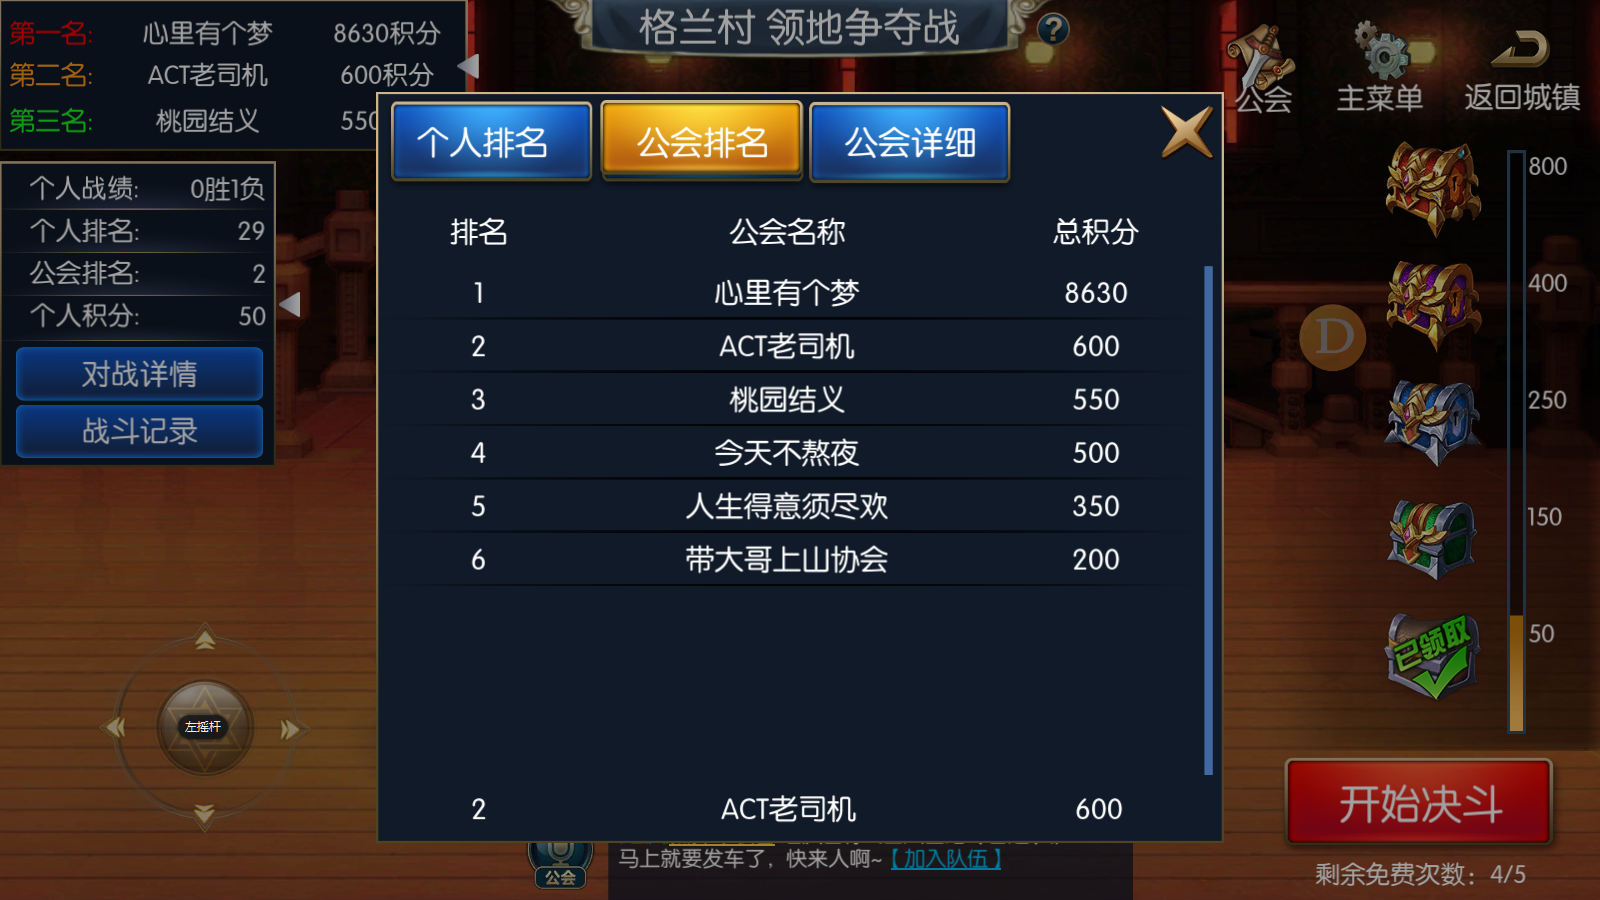 格兰村 领地争夺战
?
第一名: 心里有个梦 8630积分
第二名: ACT老司机 600积分
第三名: 桃园结义 550
公会
主菜单
返回城镇
个人战绩: 0胜1负
个人排名: 29
公会排名: 2
个人积分: 50
对战详情
战斗记录
个人排名
公会排名
公会详细
排名 公会名称 总积分
1 心里有个梦 8630
2 ACT老司机 600
3 桃园结义 550
4 今天不熬夜 500
5 人生得意须尽欢 350
6 带大哥上山协会 200
2 ACT老司机 600
800
400
D
250
150
50
已领取
左摇杆
开始决斗
剩余免费次数: 4/5
公会
马上就要发车了, 快来人啊~【加入队伍】